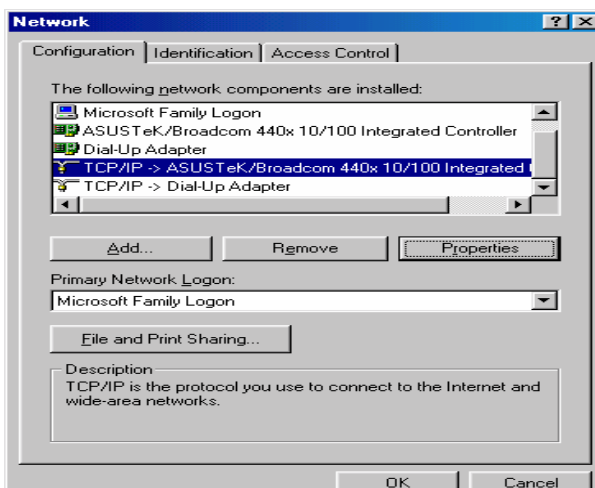 Network
Configuration Identification Access Control
The following network components are installed:
Microsoft Family Logon
ASUSTeK/Broadcom 440x 10/100 Integrated Controller
Dial-Up Adapter
TCP/IP -> ASUSTeK/Broadcom 440x 10/100 Integrated
TCP/IP -> Dial-Up Adapter
Add... Remove Properties
Primary Network Logon:
Microsoft Family Logon
File and Print Sharing...
Description
TCP/IP is the protocol you use to connect to the Internet and
wide-area networks.
OK Cancel